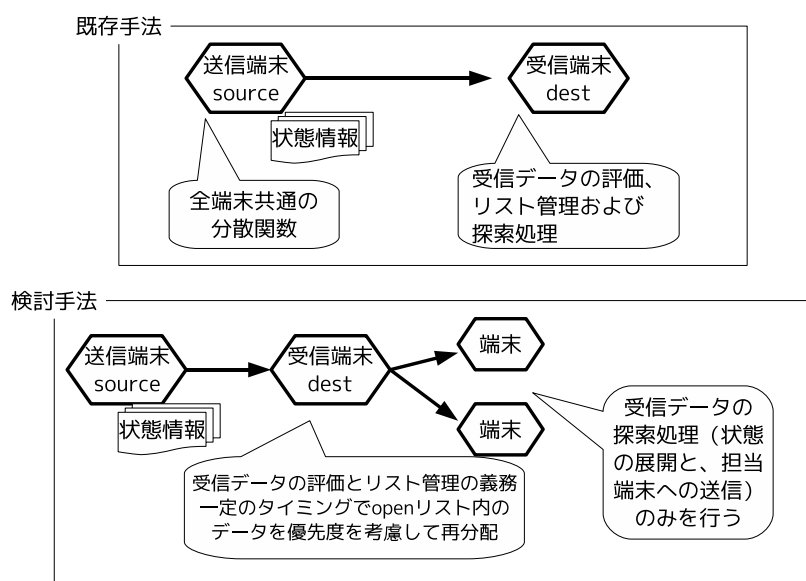 既存手法
送信端末
source
受信端末
dest
状態情報
全端末共通の
分散関数
受信データの評価、
リスト管理および
探索処理
検討手法
送信端末
source
受信端末
dest
端末
端末
状態情報
受信データの評価とリスト管理の義務
一定のタイミングでopenリスト内の
データを優先度を考慮して再分配
受信データの
探索処理（状態
の展開と、担当
端末への送信）
のみを行う